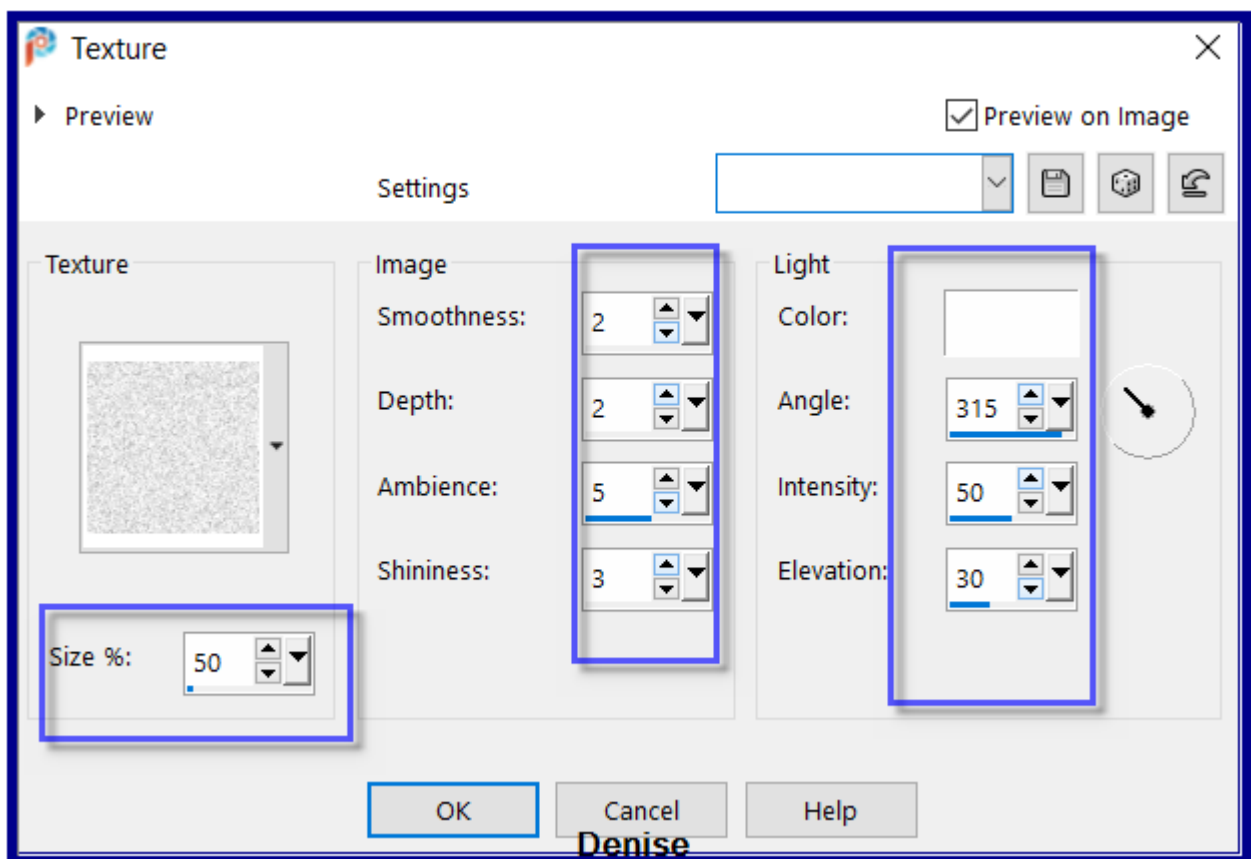 Texture
Preview
Preview on Image
Settings
Texture
Image
Light
Smoothness: 2
Color:
Depth: 2
Angle: 315
Ambience: 5
Intensity: 50
Shininess: 3
Elevation: 30
Size %: 50
OK
Cancel
Help
Denise